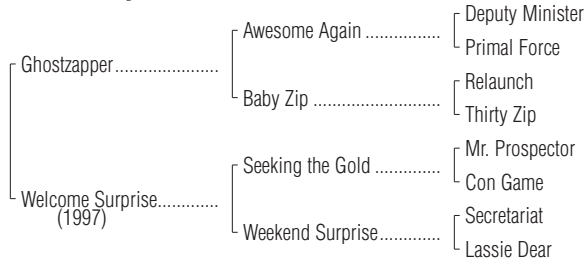 Deputy Minister
Awesome Again ...............
Primal Force
Ghostzapper.....................
Relaunch
Baby Zip .........................
Thirty Zip
Mr. Prospector
Seeking the Gold .............
Con Game
Welcome Surprise.............
(1997)
Secretariat
Weekend Surprise............
Lassie Dear